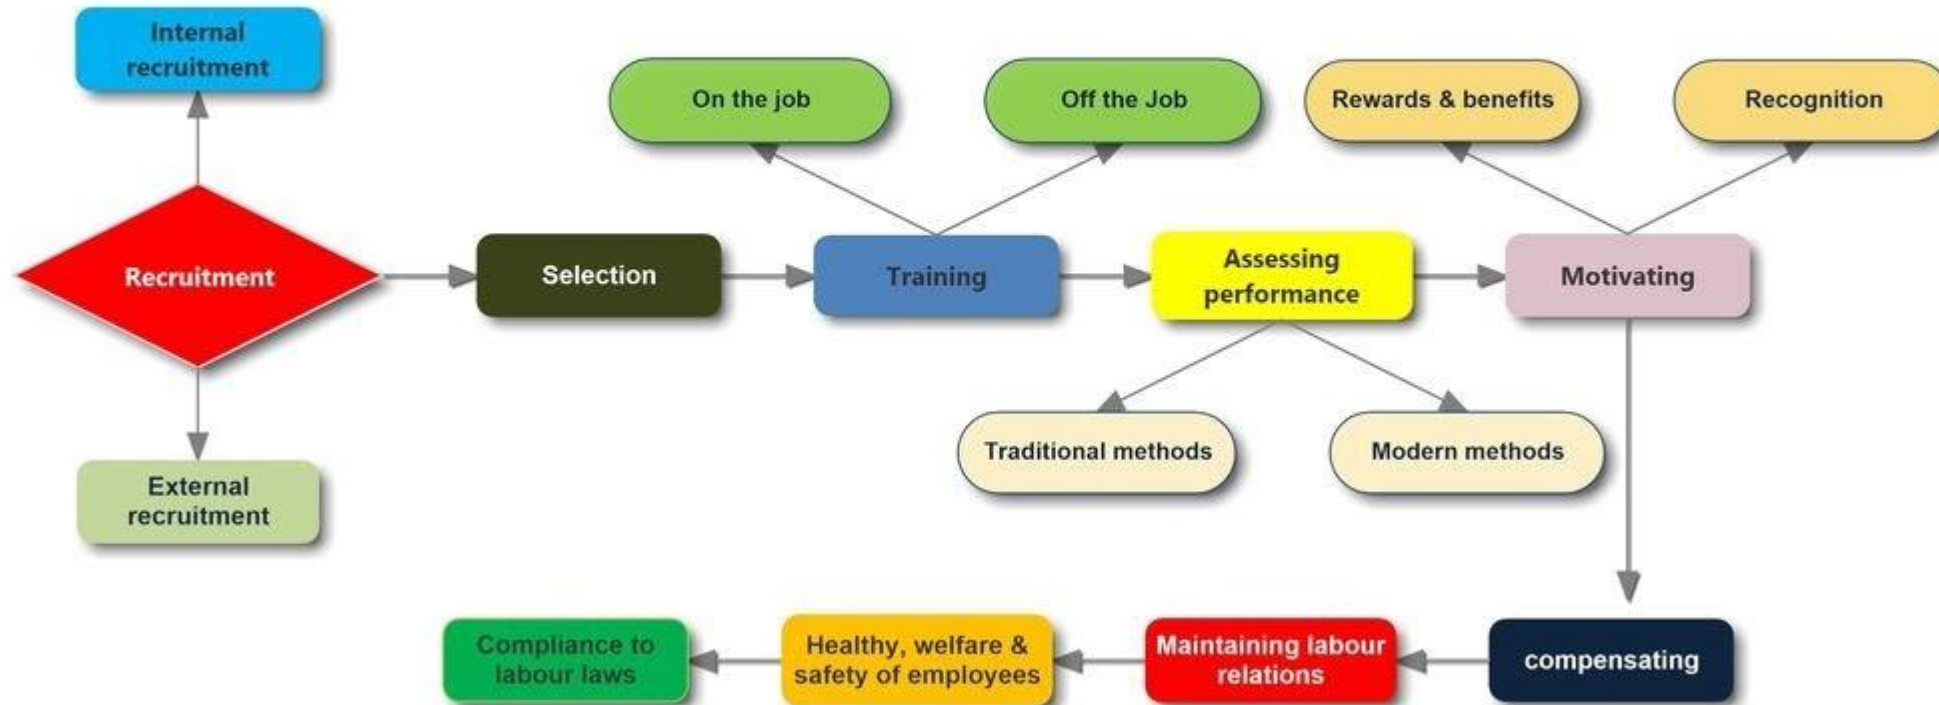 Internal
recruitment
On the job
Off the Job
Rewards & benefits
Recognition
Recruitment
Selection
Training
Assessing
performance
Motivating
Traditional methods
Modern methods
External
recruitment
Compliance to
labour laws
Healthy, welfare &
safety of employees
Maintaining labour
relations
compensating